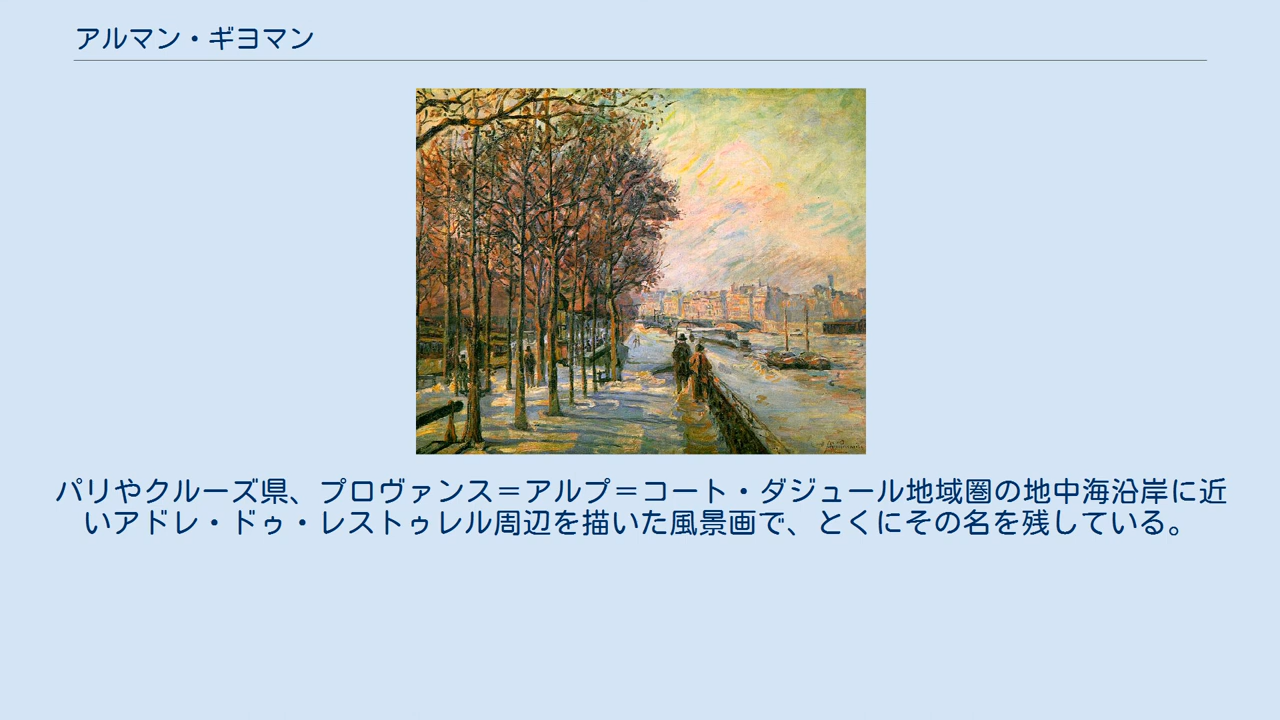 アルマン・ギヨマン
パリやクルーズ県、プロヴァンス＝アルプ＝コート・ダジュール地域圏の地中海沿岸に近
いアドレ・ドゥ・レストゥレル周辺を描いた風景画で、とくにその名を残している。